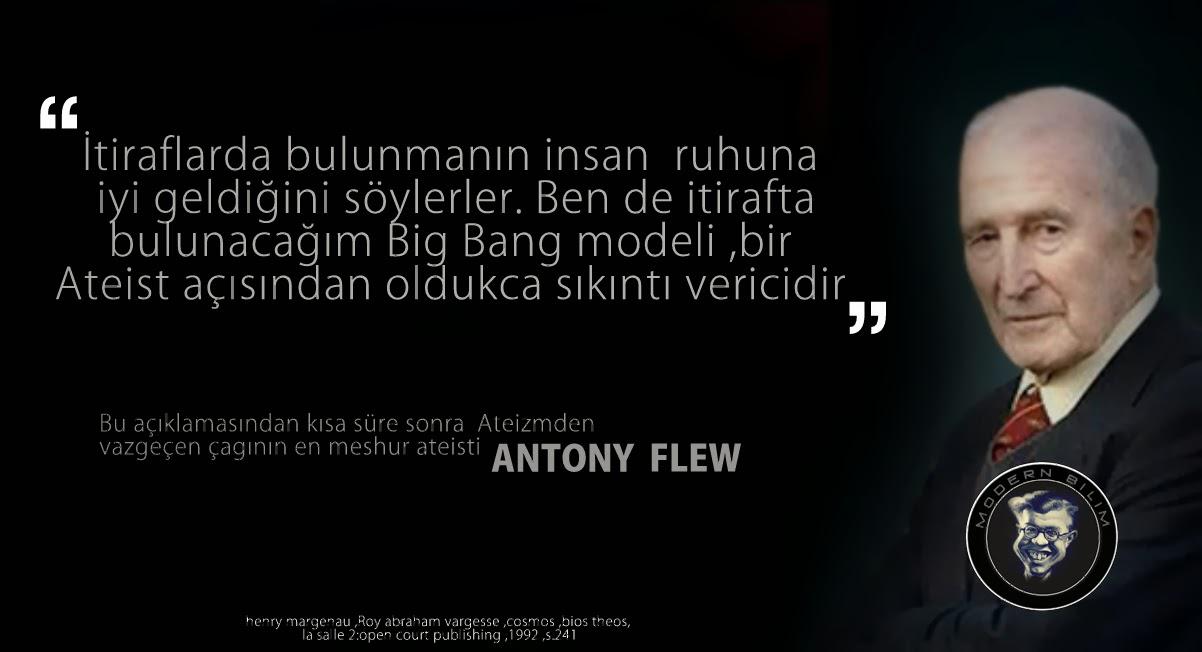 “
İtiraflarda bulunmanın insan ruhuna
iyi geldiğini söylerler. Ben de itirafta
bulunacağım Big Bang modeli ,bir
Ateist açısından oldukca sıkıntı vericidir
”
Bu açıklamasından kısa süre sonra Ateizmden
vazgeçen çagının en meshur ateisti
ANTONY FLEW
MODERN BILIM
henry margenau ,Roy abraham vargesse ,cosmos ,bios theos,
la salle 2:open court publishing ,1992 ,s.241